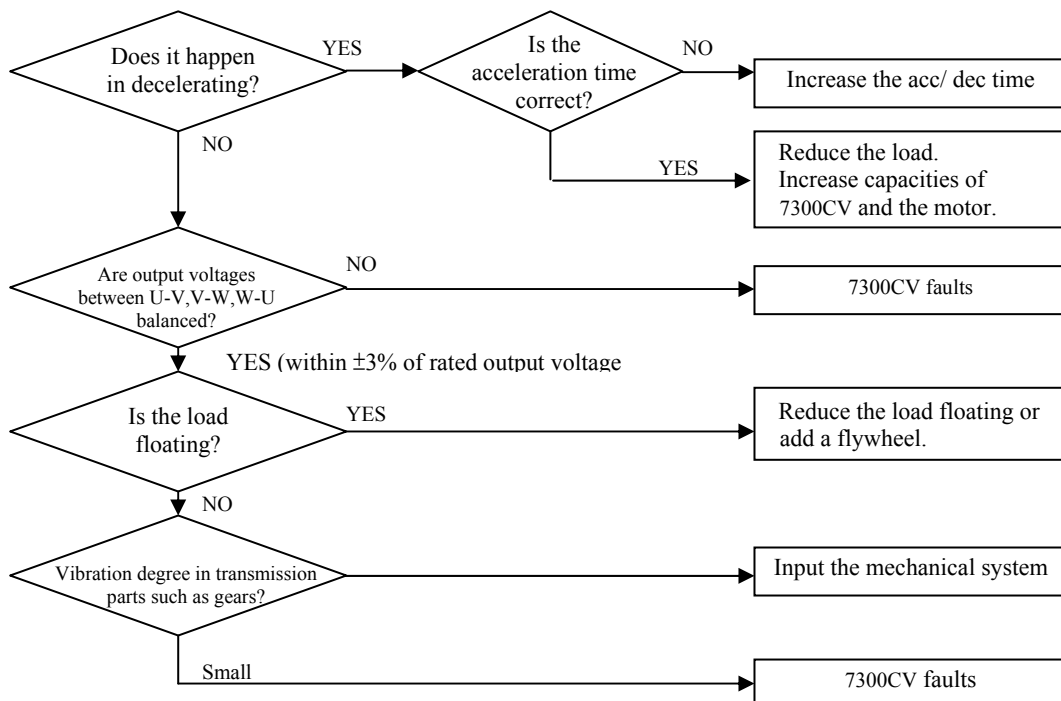 Does it happen
in decelerating?
YES
Is the
acceleration time
correct?
NO
Increase the acc/ dec time
NO
YES
Reduce the load.
Increase capacities of
7300CV and the motor.
Are output voltages
between U-V,V-W,W-U
balanced?
NO
7300CV faults
YES (within ±3% of rated output voltage
Is the load
floating?
YES
Reduce the load floating or
add a flywheel.
NO
Vibration degree in transmission
parts such as gears?
Input the mechanical system
Small
7300CV faults